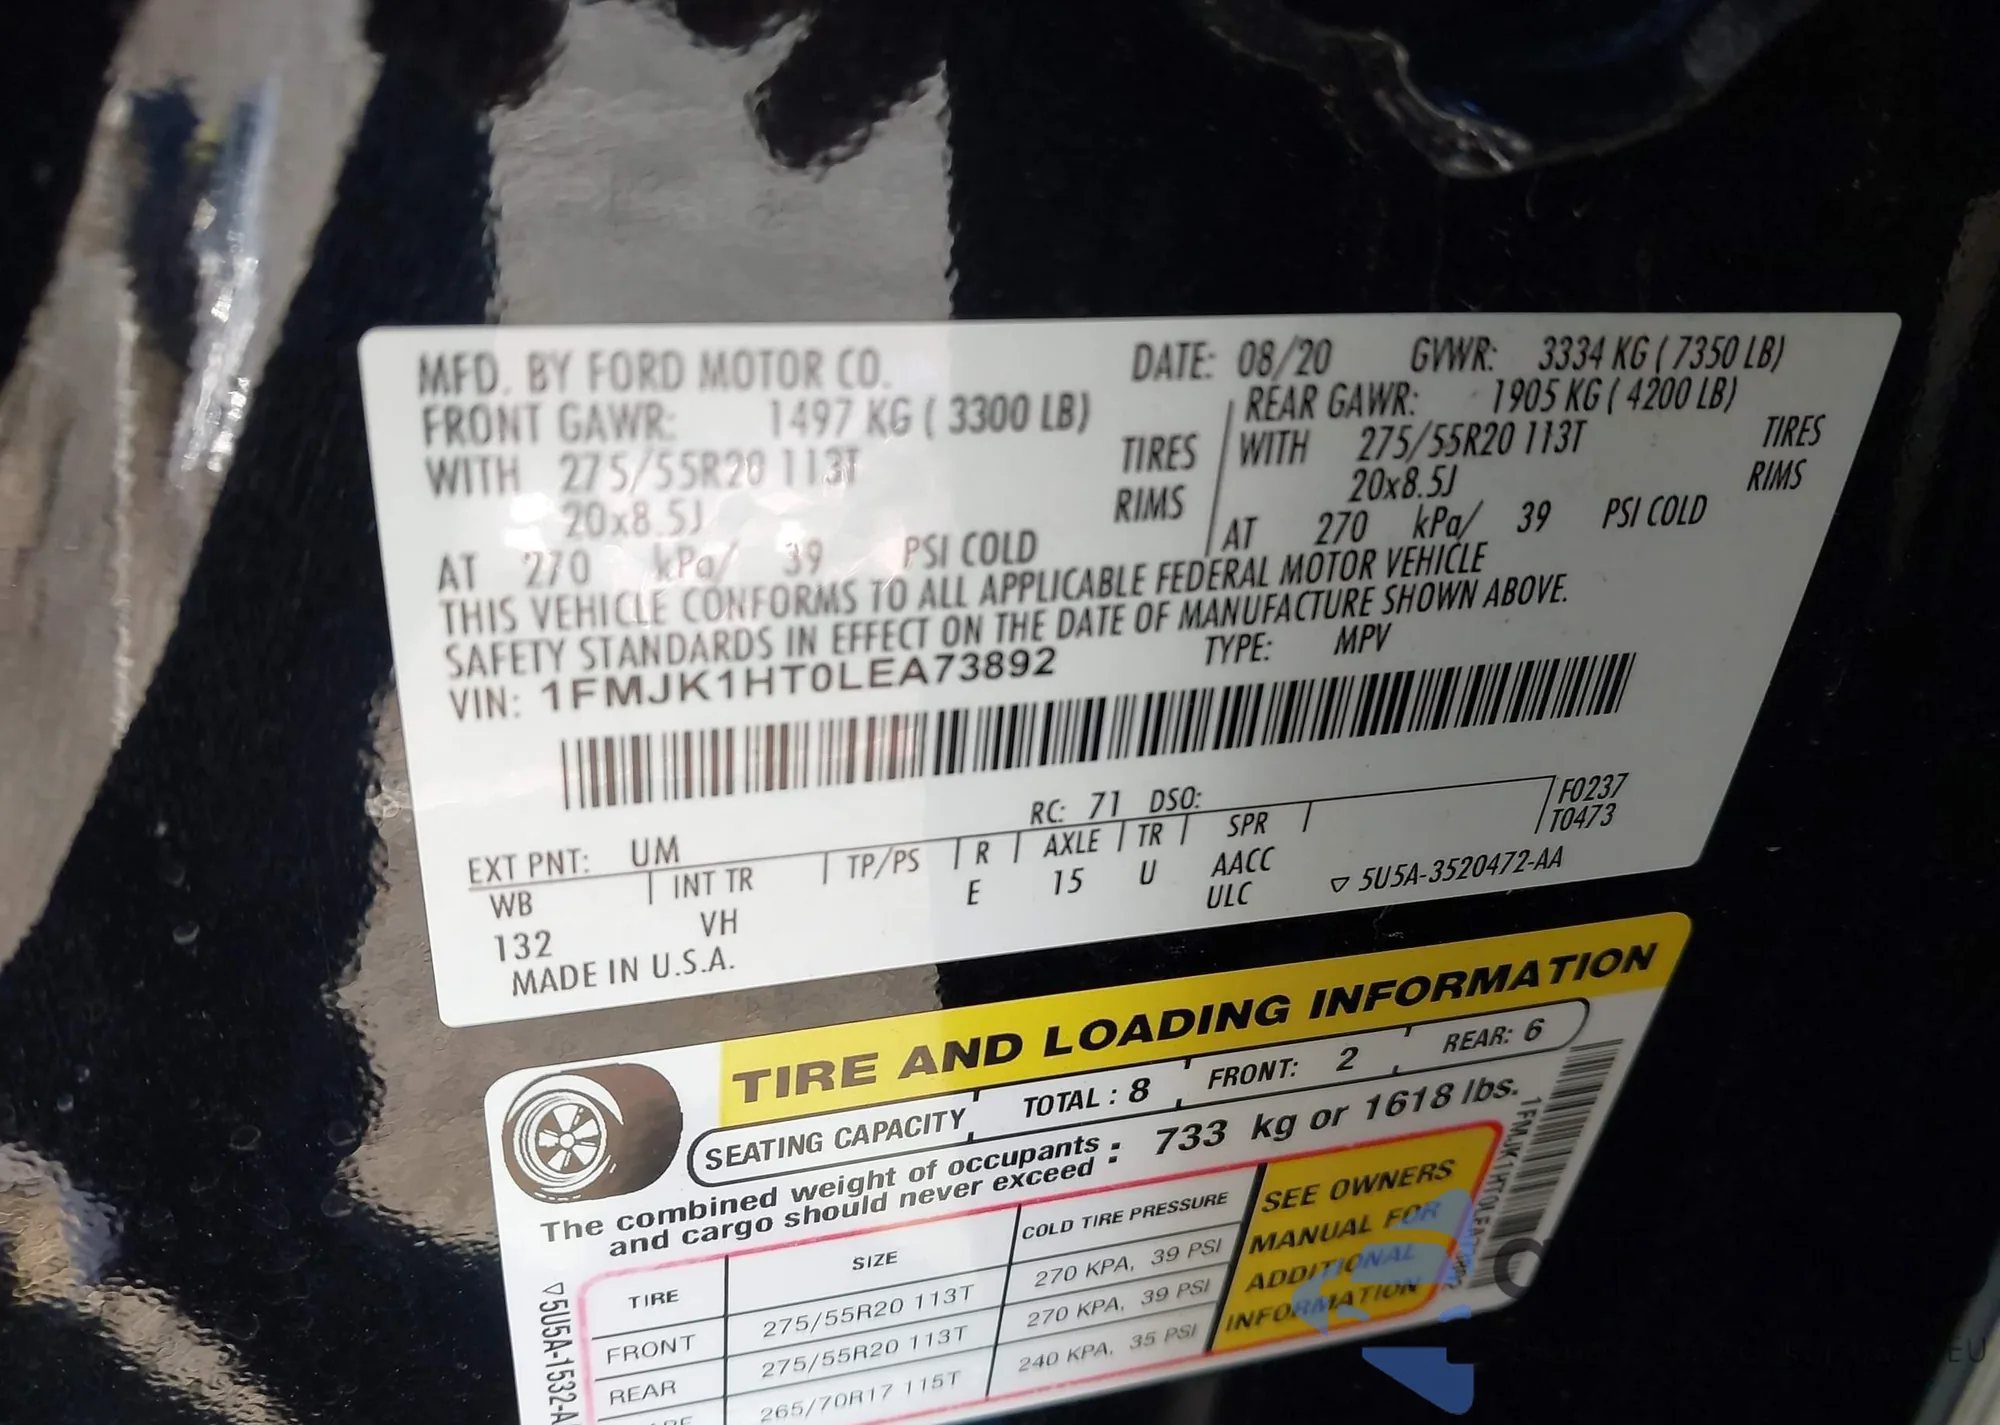 MFD. BY FORD MOTOR CO. DATE: 08/20 GVWR: 3334 KG ( 7350 LB)
FRONT GAWR: 1497 KG ( 3300 LB) REAR GAWR: 1905 KG ( 4200 LB)
WITH 275/55R20 113T TIRES WITH 275/55R20 113T TIRES
20x8.5J RIMS 20x8.5J RIMS
AT 270 kPa/ 39 PSI COLD AT 270 kPa/ 39 PSI COLD
THIS VEHICLE CONFORMS TO ALL APPLICABLE FEDERAL MOTOR VEHICLE
SAFETY STANDARDS IN EFFECT ON THE DATE OF MANUFACTURE SHOWN ABOVE.
VIN: 1FMJK1HT0LEA73892 TYPE: MPV
F0237
RC: 71 DSO: T0473
EXT PNT: UM
WB INT TR TP/PS R AXLE TR SPR
132 VH E 15 U AACC
ULC ▽ 5U5A-3520472-AA
MADE IN U.S.A.
TIRE AND LOADING INFORMATION
SEATING CAPACITY TOTAL : 8 FRONT: 2 REAR: 6
The combined weight of occupants
and cargo should never exceed : 733 kg or 1618 lbs.
TIRE SIZE COLD TIRE PRESSURE
FRONT 275/55R20 113T 270 KPA, 39 PSI
REAR 275/55R20 113T 270 KPA, 39 PSI
265/70R17 115T 240 KPA, 35 PSI
SEE OWNERS
MANUAL FOR
ADDITIONAL
INFORMATION
▽5U5A-1532-A